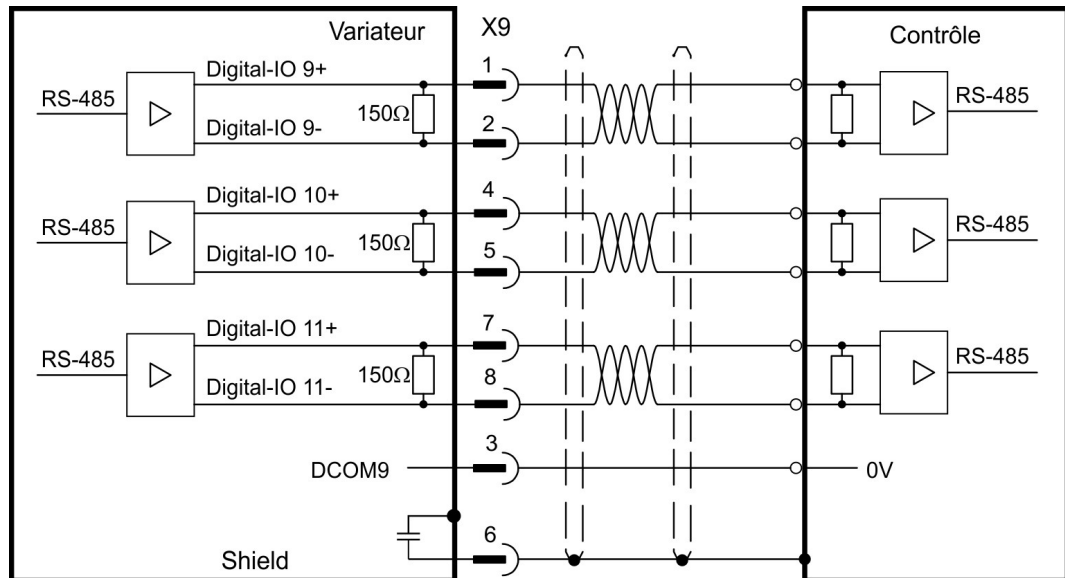 Variateur
X9
Contrôle
Digital-IO 9+
1
RS-485
150Ω
RS-485
Digital-IO 9-
2
Digital-IO 10+
4
RS-485
150Ω
RS-485
Digital-IO 10-
5
Digital-IO 11+
7
RS-485
150Ω
RS-485
Digital-IO 11-
8
3
DCOM9
0V
6
Shield